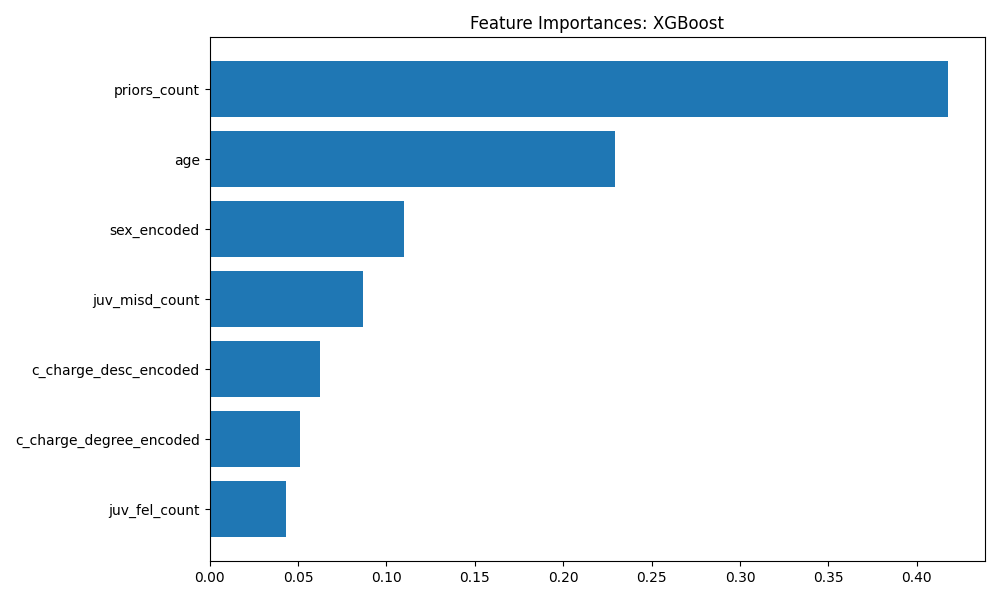 Feature Importances: XGBoost
priors_count
age
sex_encoded
juv_misd_count
c_charge_desc_encoded
c_charge_degree_encoded
juv_fel_count
0.00 0.05 0.10 0.15 0.20 0.25 0.30 0.35 0.40